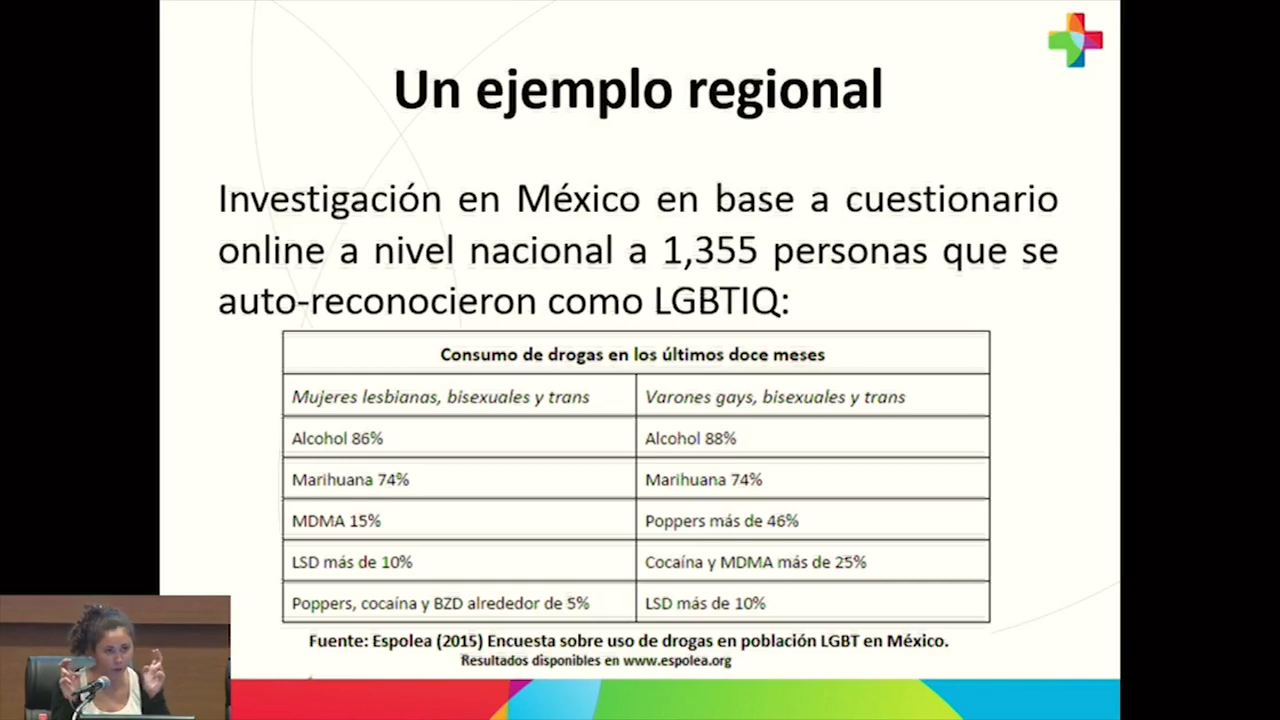 Un ejemplo regional
Investigación en México en base a cuestionario
online a nivel nacional a 1,355 personas que se
auto-reconocieron como LGBTIQ:
Consumo de drogas en los últimos doce meses
Mujeres lesbianas, bisexuales y trans
Varones gays, bisexuales y trans
Alcohol 86%
Alcohol 88%
Marihuana 74%
Marihuana 74%
MDMA 15%
Poppers más de 46%
LSD más de 10%
Cocaína y MDMA más de 25%
Poppers, cocaína y BZD alrededor de 5%
LSD más de 10%
Fuente: Espolea (2015) Encuesta sobre uso de drogas en población LGBT en México.
Resultados disponibles en www.espolea.org